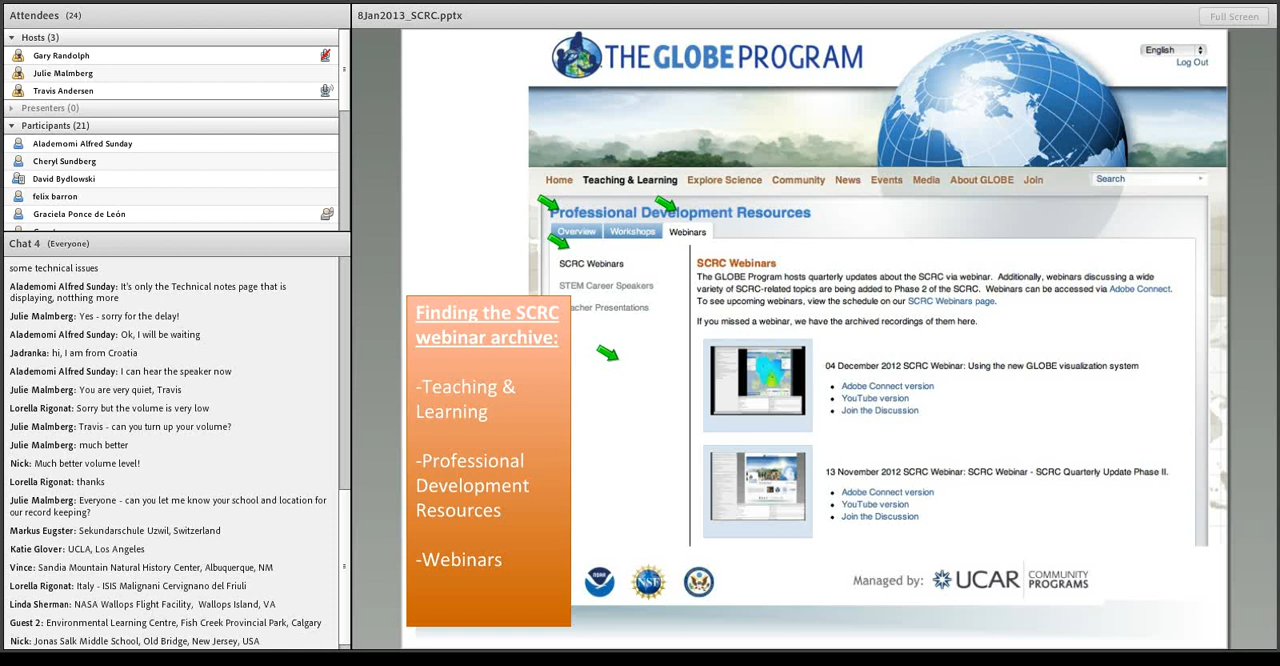 Attendees (24)
Hosts (3)
Gary Randolph
Julie Malmberg
Travis Andersen
Presenters (0)
Participants (21)
Alademomi Alfred Sunday
Cheryl Sundberg
David Bydlowski
felix barron
Graciela Ponce de León
Chat 4 (Everyone)
some technical issues
Alademomi Alfred Sunday: It's only the Technical notes page that is
displaying, notthing more
Julie Malmberg: Yes - sorry for the delay!
Alademomi Alfred Sunday: Ok, I will be waiting
Jadranka: hi, I am from Croatia
Alademomi Alfred Sunday: I can hear the speaker now
Julie Malmberg: You are very quiet, Travis
Lorella Rigonat: Sorry but the volume is very low
Julie Malmberg: Travis - can you turn up your volume?
Julie Malmberg: much better
Nick: Much better volume level!
Lorella Rigonat: thanks
Julie Malmberg: Everyone - can you let me know your school and location for
our record keeping?
Markus Eugster: Sekundarschule Uzwil, Switzerland
Katie Glover: UCLA, Los Angeles
Vince: Sandia Mountain Natural History Center, Albuquerque, NM
Lorella Rigonat: Italy - ISIS Malignani Cervignano del Friuli
Linda Sherman: NASA Wallops Flight Facility, Wallops Island, VA
Guest 2: Environmental Learning Centre, Fish Creek Provincial Park, Calgary
Nick: Jonas Salk Middle School, Old Bridge, New Jersey, USA
8Jan2013_SCRC.pptx
Full Screen
THE GLOBE PROGRAM
English
Log Out
Home Teaching & Learning Explore Science Community News Events Media About GLOBE Join
Search
Professional Development Resources
Overview Workshops Webinars
SCRC Webinars
STEM Career Speakers
acher Presentations
SCRC Webinars
The GLOBE Program hosts quarterly updates about the SCRC via webinar. Additionally, webinars discussing a wide
variety of SCRC-related topics are being added to Phase 2 of the SCRC. Webinars can be accessed via Adobe Connect.
To see upcoming webinars, view the schedule on our SCRC Webinars page.
If you missed a webinar, we have the archived recordings of them here.
04 December 2012 SCRC Webinar: Using the new GLOBE visualization system
Adobe Connect version
YouTube version
Join the Discussion
13 November 2012 SCRC Webinar: SCRC Webinar - SCRC Quarterly Update Phase II.
Adobe Connect version
YouTube version
Join the Discussion
Finding the SCRC
webinar archive:
-Teaching &
Learning
-Professional
Development
Resources
-Webinars
NOAA
NSF
Managed by: UCAR COMMUNITY
PROGRAMS